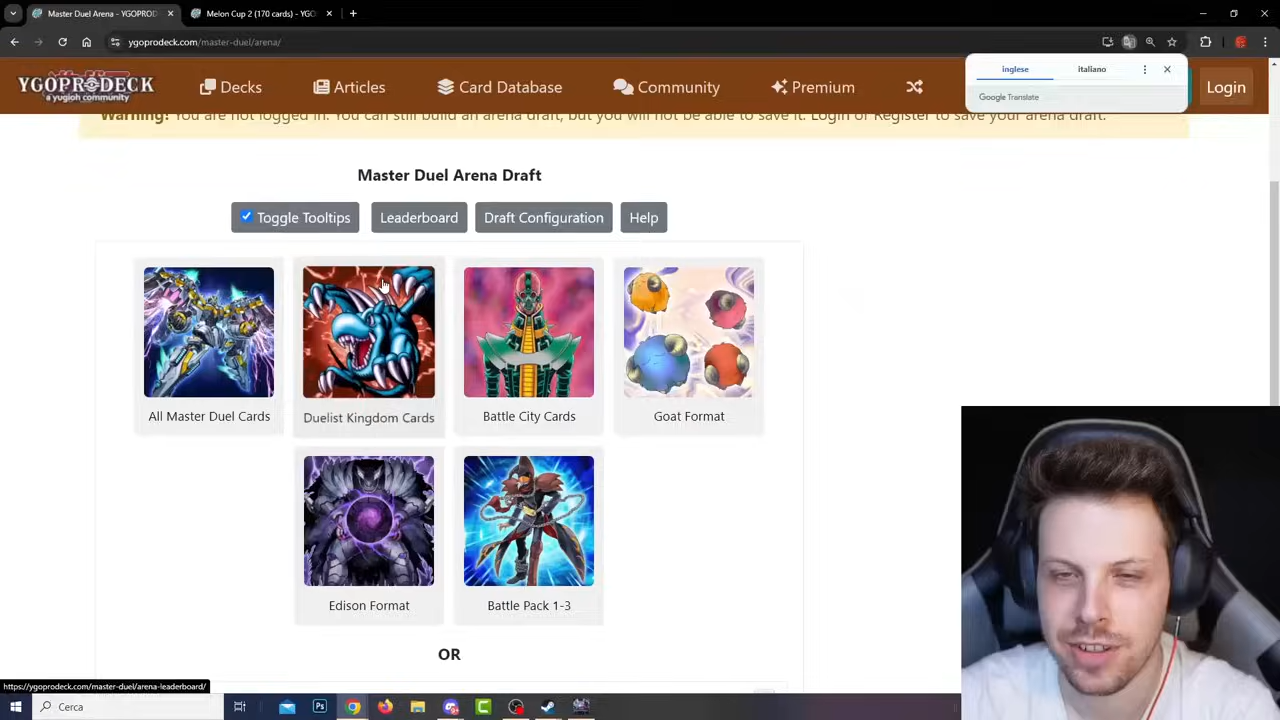 Master Duel Arena - YGOPROD
Melon Cup 2 (170 cards) - YG
ygoprodeck.com/master-duel/arena/
YGOPRODECK
a yugioh community
Decks
Articles
Card Database
Community
Premium
Login
inglese
italiano
Google Translate
Warning! You are not logged in. You can still build an arena draft, but you will not be able to save it. Login or Register to save your arena draft.
Master Duel Arena Draft
Toggle Tooltips
Leaderboard
Draft Configuration
Help
All Master Duel Cards
Duelist Kingdom Cards
Battle City Cards
Goat Format
Edison Format
Battle Pack 1-3
OR
https://ygoprodeck.com/master-duel/arena-leaderboard/
Cerca